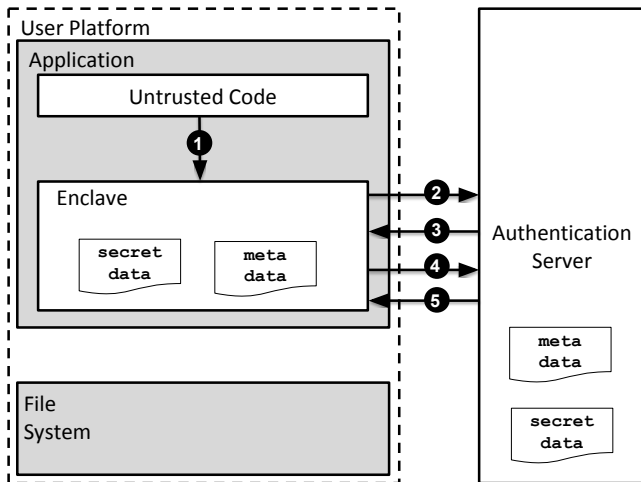 User Platform
Application
Untrusted Code
1
Enclave
secret
data
meta
data
2
3
4
5
Authentication
Server
meta
data
secret
data
File
System